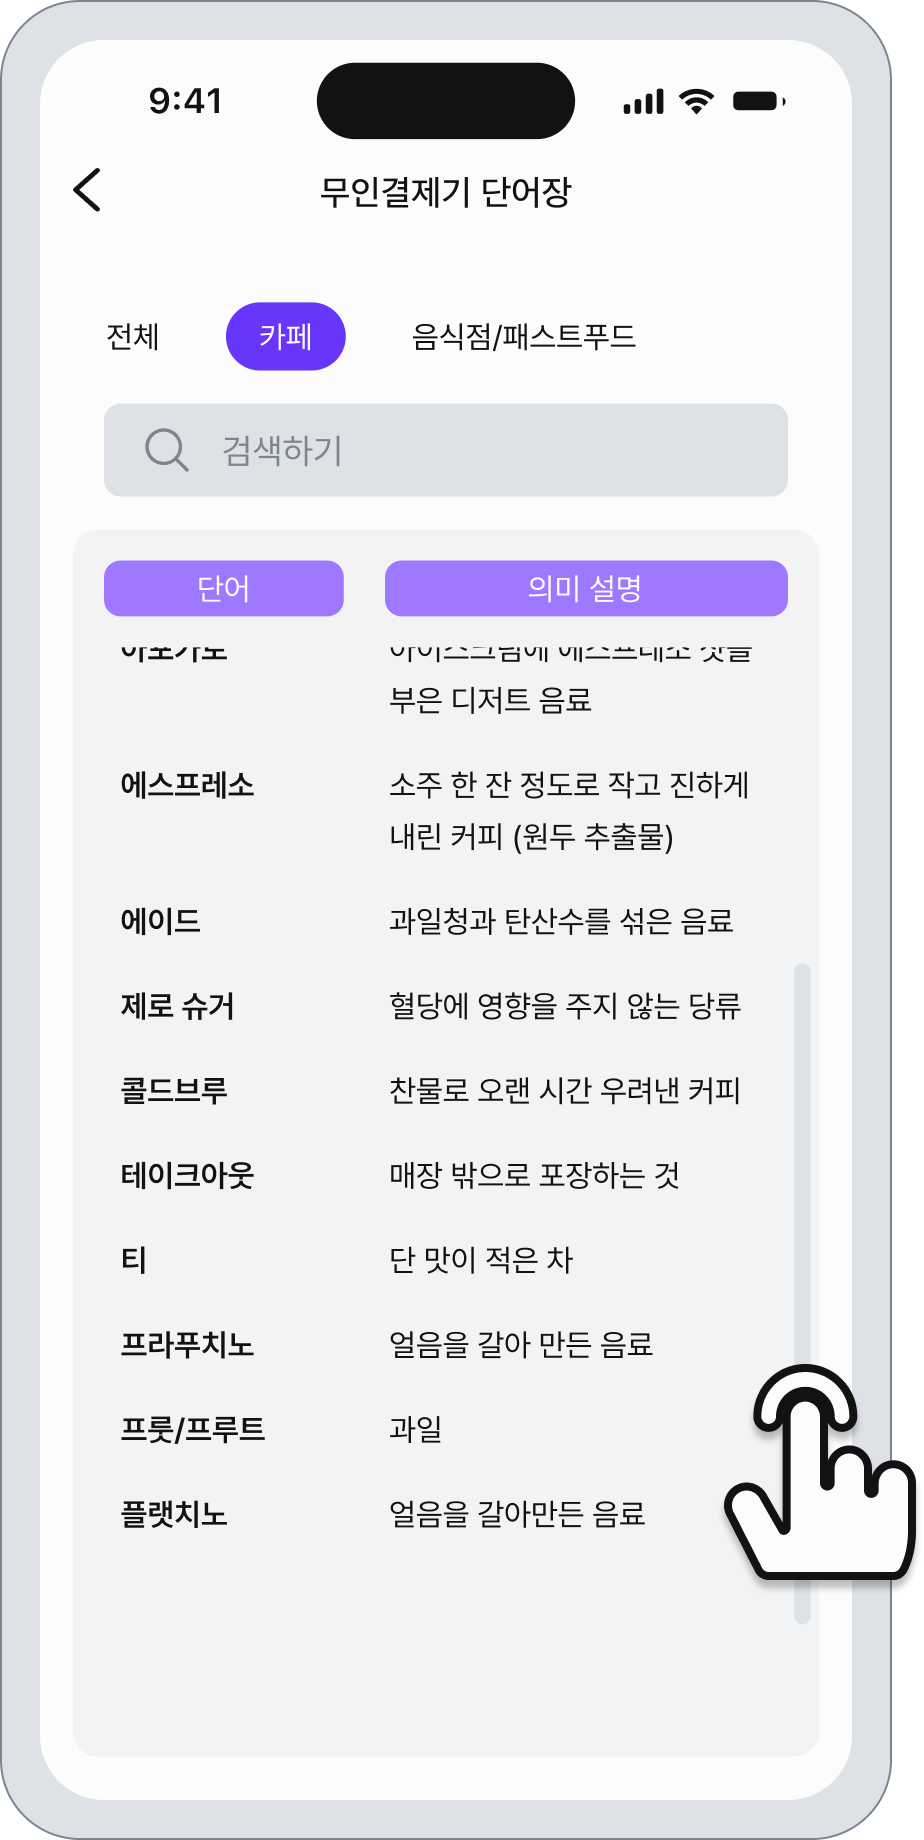 9:41
무인결제기 단어장
전체 카페 음식점/패스트푸드
검색하기
단어 의미 설명
부은 디저트 음료
에스프레소 소주 한 잔 정도로 작고 진하게
내린 커피 (원두 추출물)
에이드 과일청과 탄산수를 섞은 음료
제로 슈거 혈당에 영향을 주지 않는 당류
콜드브루 찬물로 오랜 시간 우려낸 커피
테이크아웃 매장 밖으로 포장하는 것
티 단 맛이 적은 차
프라푸치노 얼음을 갈아 만든 음료
프룻/프루트 과일
플랫치노 얼음을 갈아만든 음료